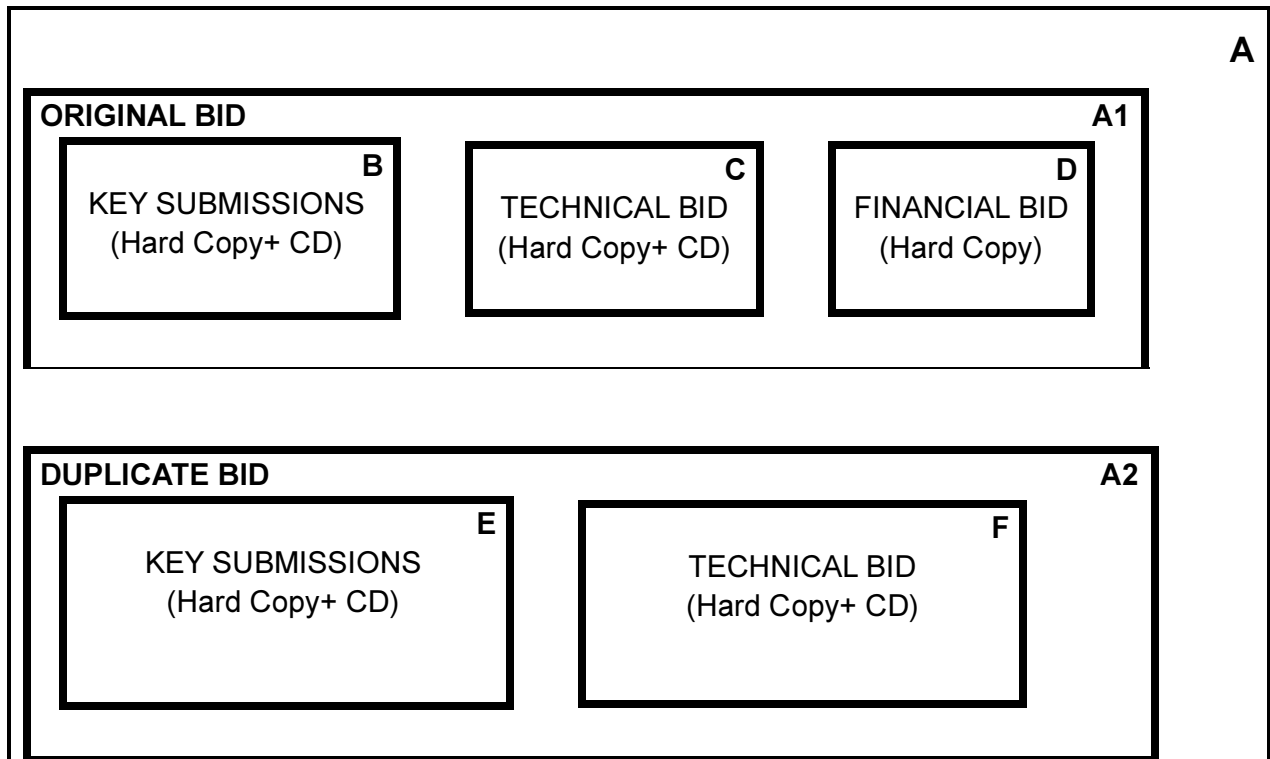 A
ORIGINAL BID A1
B
KEY SUBMISSIONS
(Hard Copy+ CD)
C
TECHNICAL BID
(Hard Copy+ CD)
D
FINANCIAL BID
(Hard Copy)
DUPLICATE BID A2
E
KEY SUBMISSIONS
(Hard Copy+ CD)
F
TECHNICAL BID
(Hard Copy+ CD)